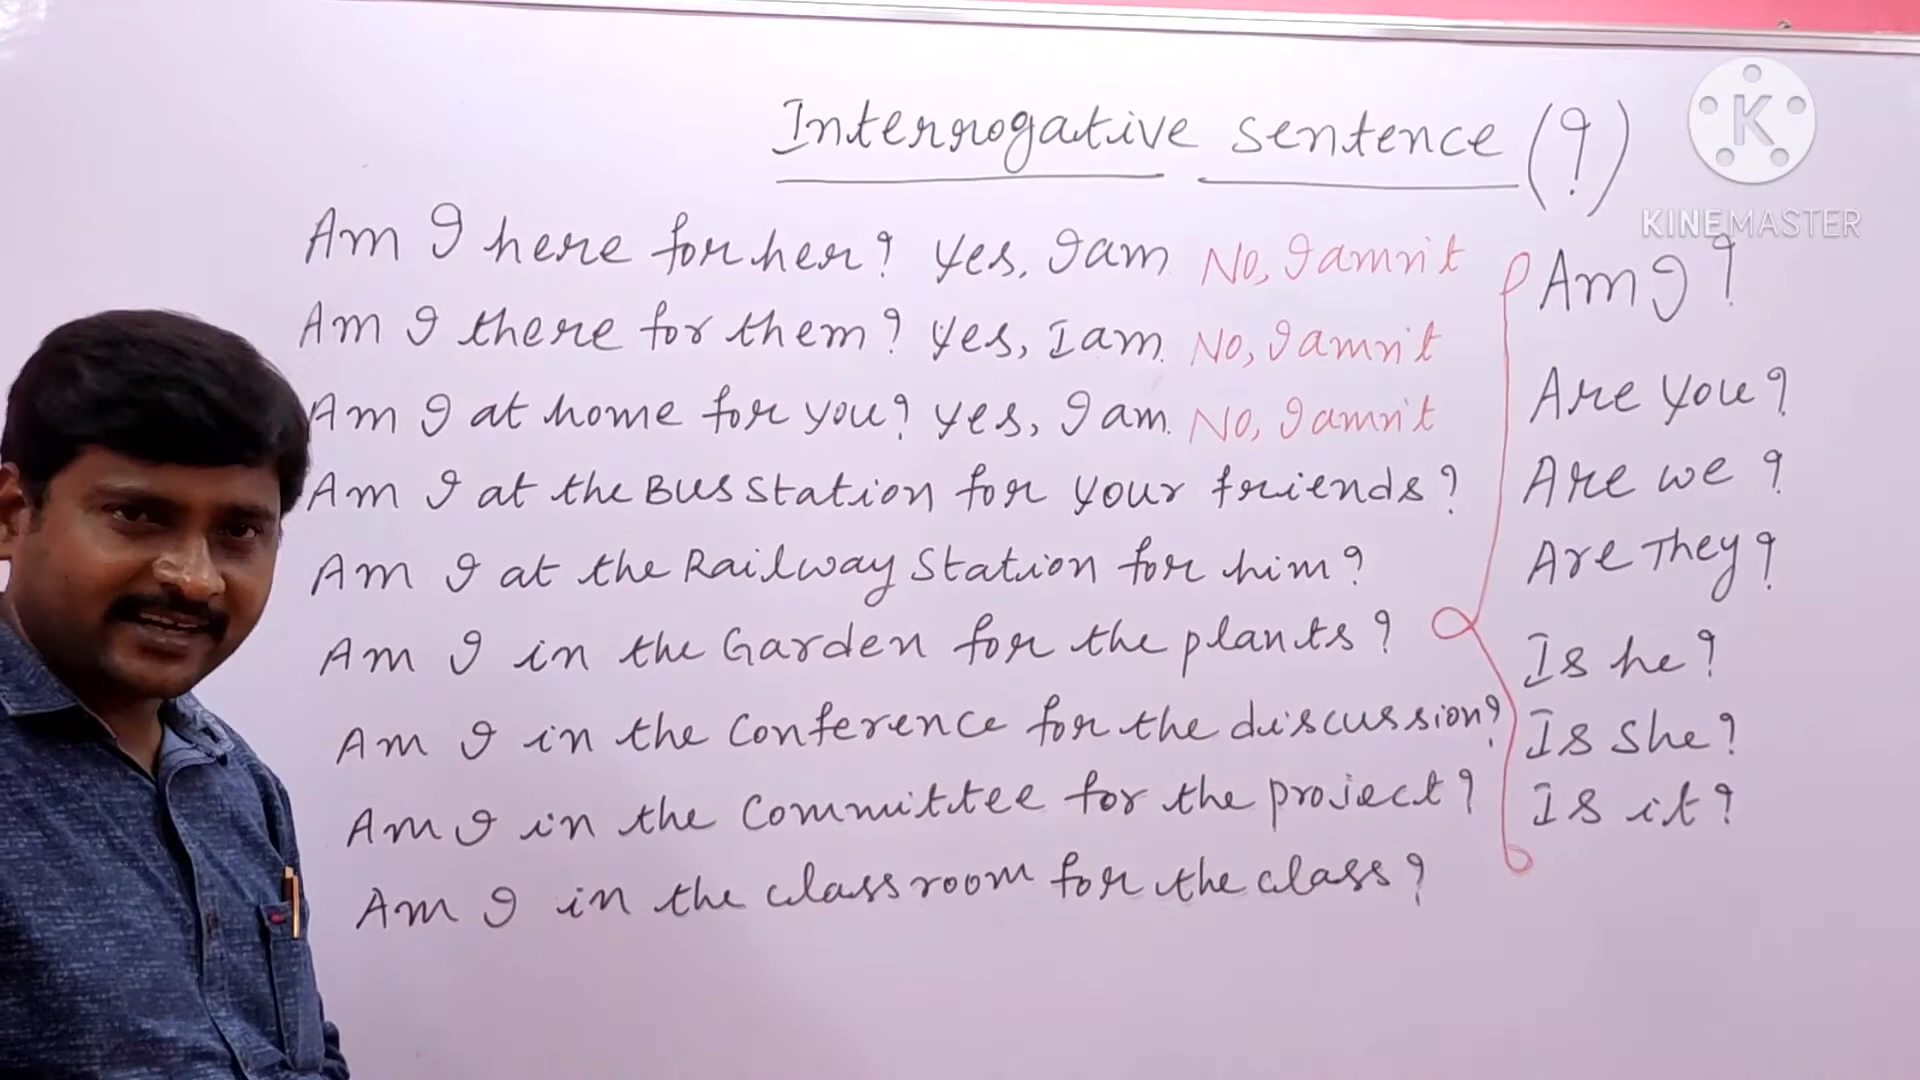 Interrogative sentence (?)
Am I here for her? Yes, I am No, I amn't
Am I there for them? Yes, I am. No, I amn't
Am I at home for you? Yes, I am. No, I amn't
Am I at the Bus Station for your friends?
Am I at the Railway Station for him?
Am I in the Garden for the plants?
Am I in the Conference for the discussion?
Am I in the Committee for the project?
Am I in the classroom for the class?
Am I?
Are you?
Are we?
Are They?
Is he?
Is She?
Is it?
K
KINEMASTER